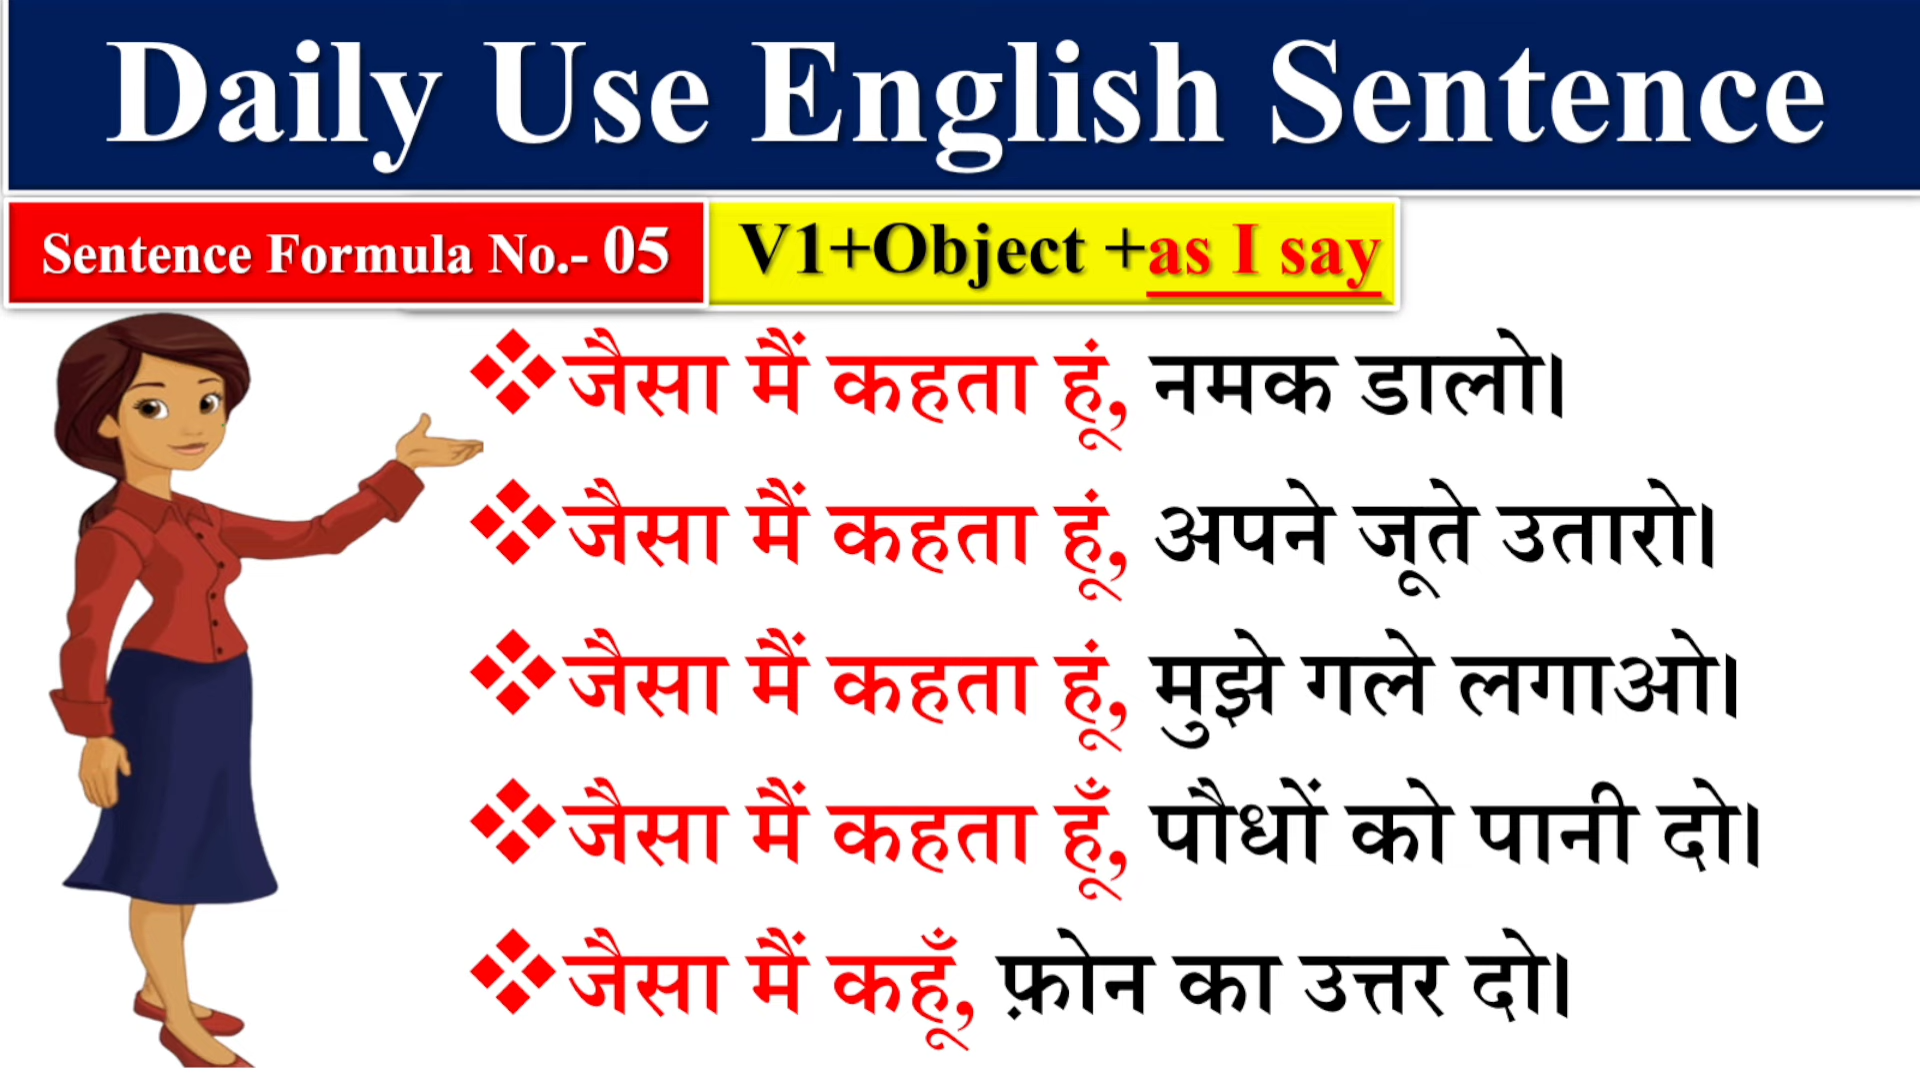 Daily Use English Sentence
Sentence Formula No.- 05
V1+Object +as I say
❖जैसा मैं कहता हूं, नमक डालो।
❖जैसा मैं कहता हूं, अपने जूते उतारो।
❖जैसा मैं कहता हूं, मुझे गले लगाओ।
❖जैसा मैं कहता हूँ, पौधों को पानी दो।
❖जैसा मैं कहूँ, फ़ोन का उत्तर दो।